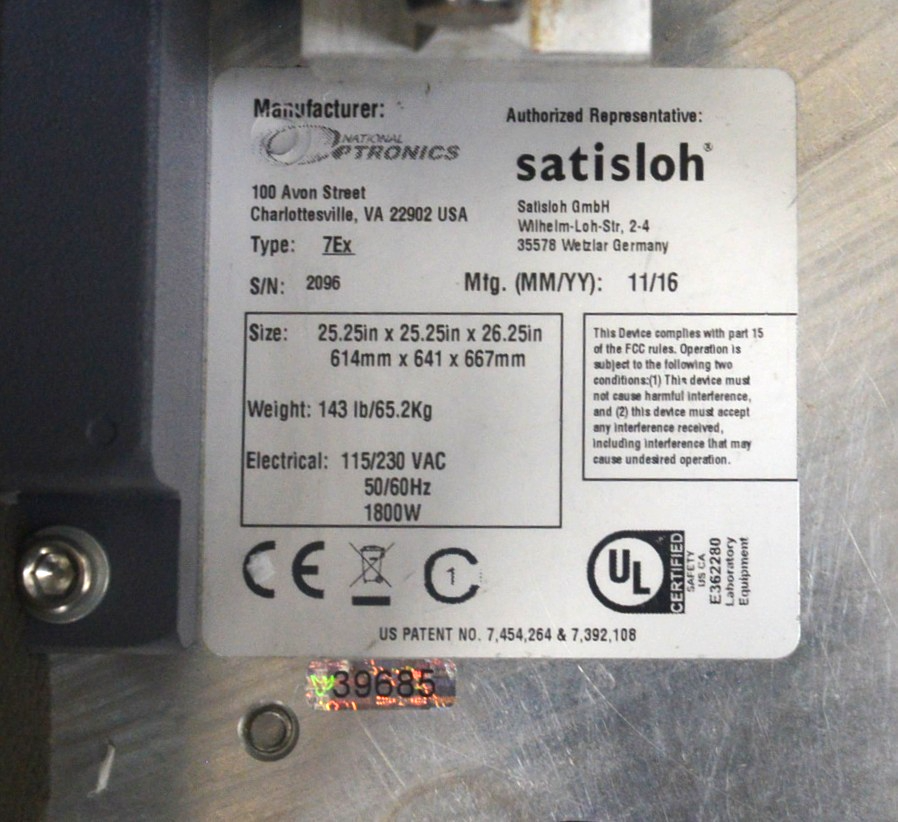 Manufacturer:
NATIONAL
OPTRONICS
100 Avon Street
Charlottesville, VA 22902 USA
Authorized Representative:
satisloh®
Satisloh GmbH
Wilhelm-Loh-Str, 2-4
35578 Wetzlar Germany
Type: 7Ex
S/N: 2096
Mfg. (MM/YY): 11/16
Size: 25.25in x 25.25in x 26.25in
614mm x 641 x 667mm
Weight: 143 lb/65.2Kg
Electrical: 115/230 VAC
50/60Hz
1800W
This Device complies with part 15
of the FCC rules. Operation is
subject to the following two
conditions:(1) This device must
not cause harmful interference,
and (2) this device must accept
any interference received,
including interference that may
cause undesired operation.
CE
1
UL
CERTIFIED
SAFETY
US CA
E362280
Laboratory
Equipment
US PATENT NO. 7,454,264 & 7,392,108
39685